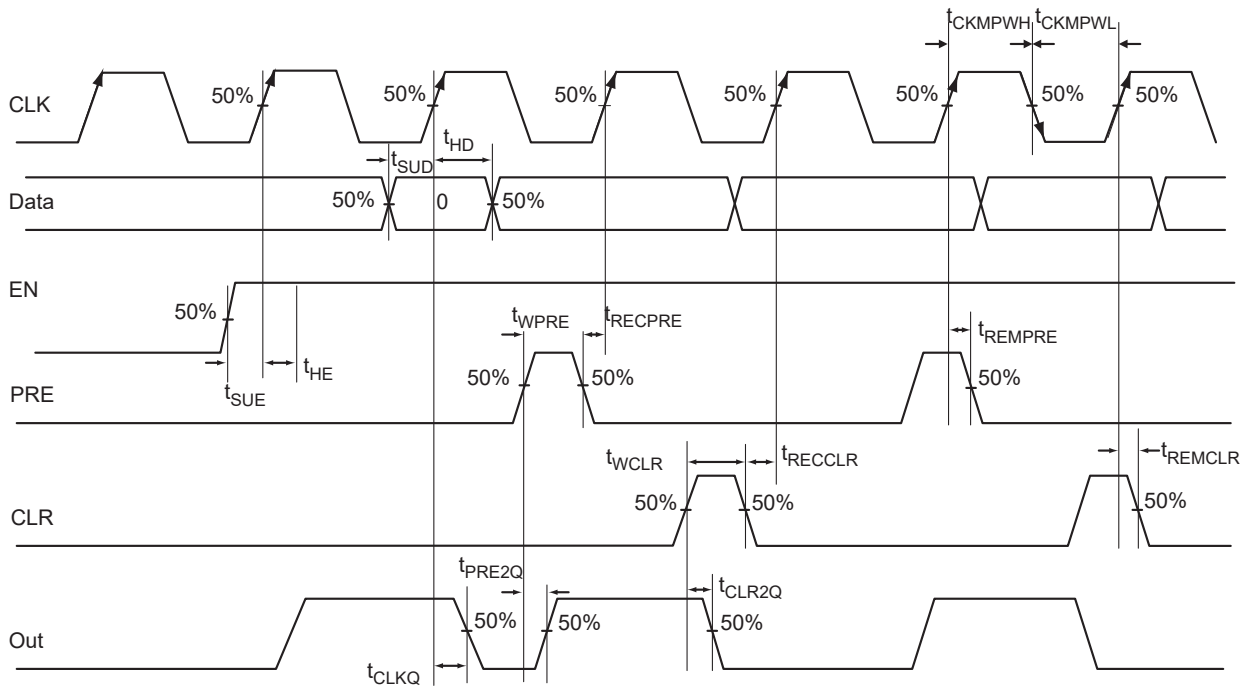 tCKMPWH tCKMPWL
CLK
50% 50% 50% 50% 50% 50% 50%
tSUD
tHD
Data
50% 0 50%
EN
50%
tSUE
tHE
tWPRE tRECPRE
tREMPRE
PRE
50% 50%
50%
tWCLR tRECCLR
tREMCLR
CLR
50% 50%
50%
tPRE2Q
tCLR2Q
Out
50% 50% 50%
tCLKQ